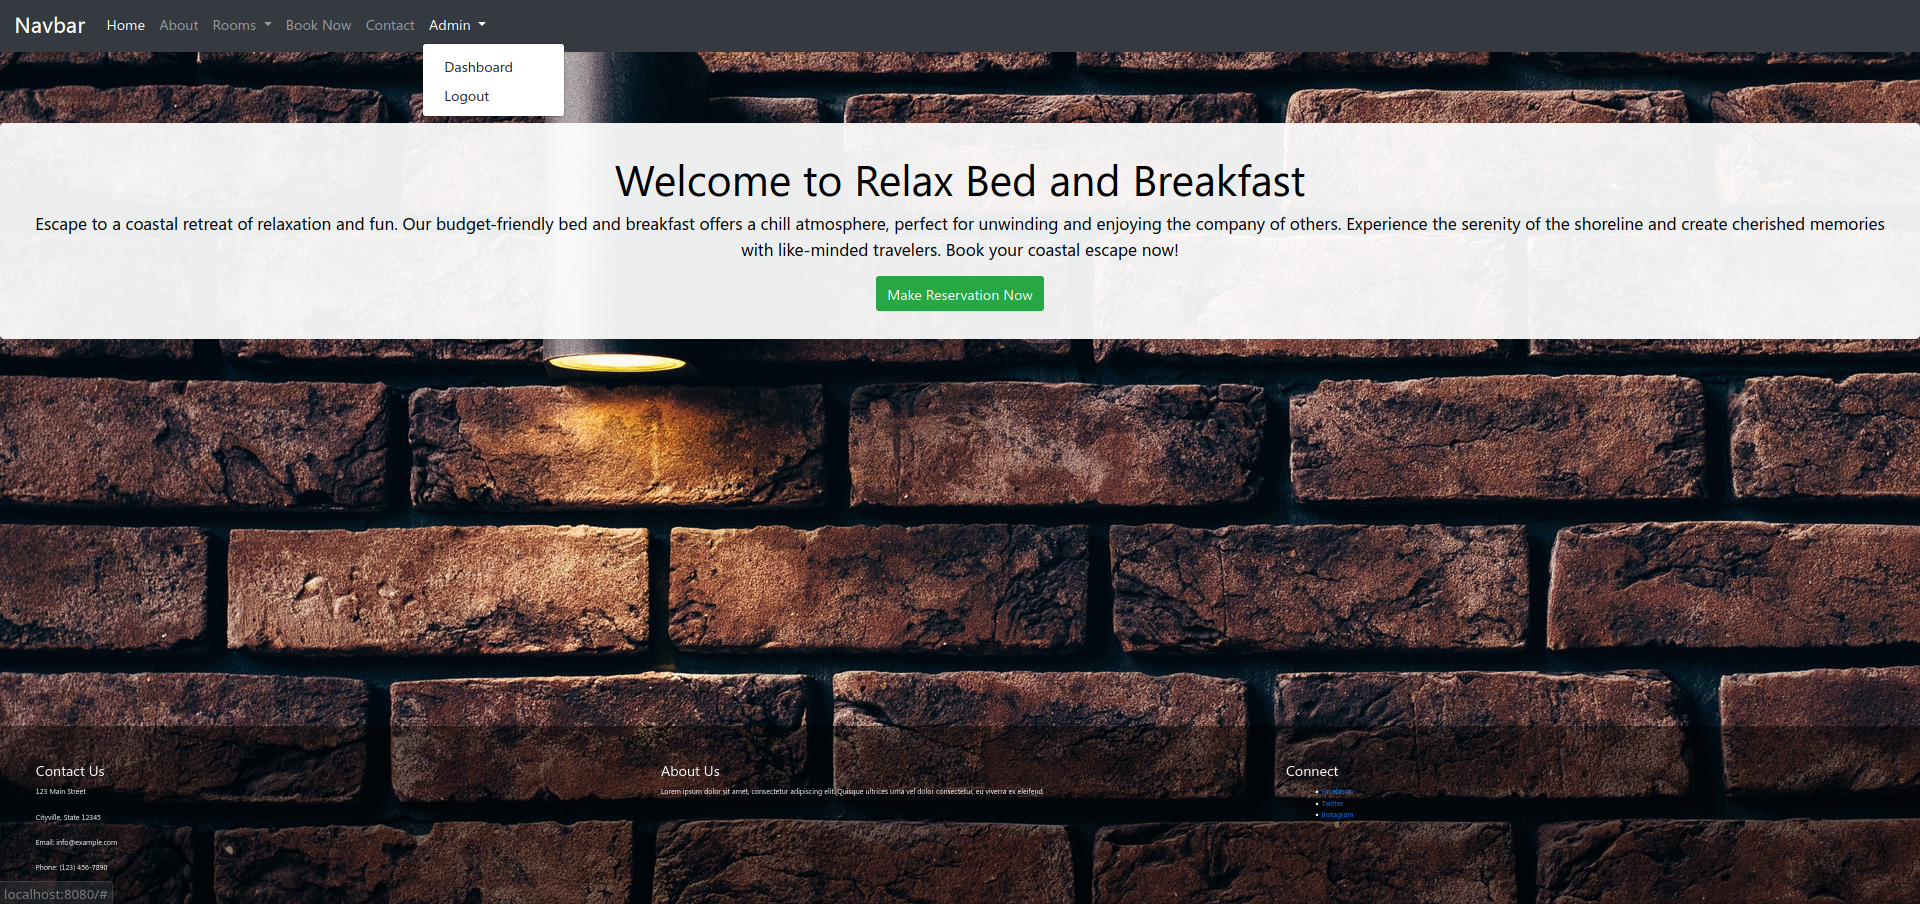 Navbar Home About Rooms Book Now Contact Admin
Dashboard
Logout
Welcome to Relax Bed and Breakfast
Escape to a coastal retreat of relaxation and fun. Our budget-friendly bed and breakfast offers a chill atmosphere, perfect for unwinding and enjoying the company of others. Experience the serenity of the shoreline and create cherished memories
with like-minded travelers. Book your coastal escape now!
Make Reservation Now
Contact Us
123 Main Street
Cityville, State 12345
Email: info@example.com
Phone: (123) 456-7890
About Us
Lorem ipsum dolor sit amet, consectetur adipiscing elit. Quisque ultrices urna vel dolor consectetur, eu viverra ex eleifend.
Connect
Facebook
Twitter
Instagram
localhost:8080/#